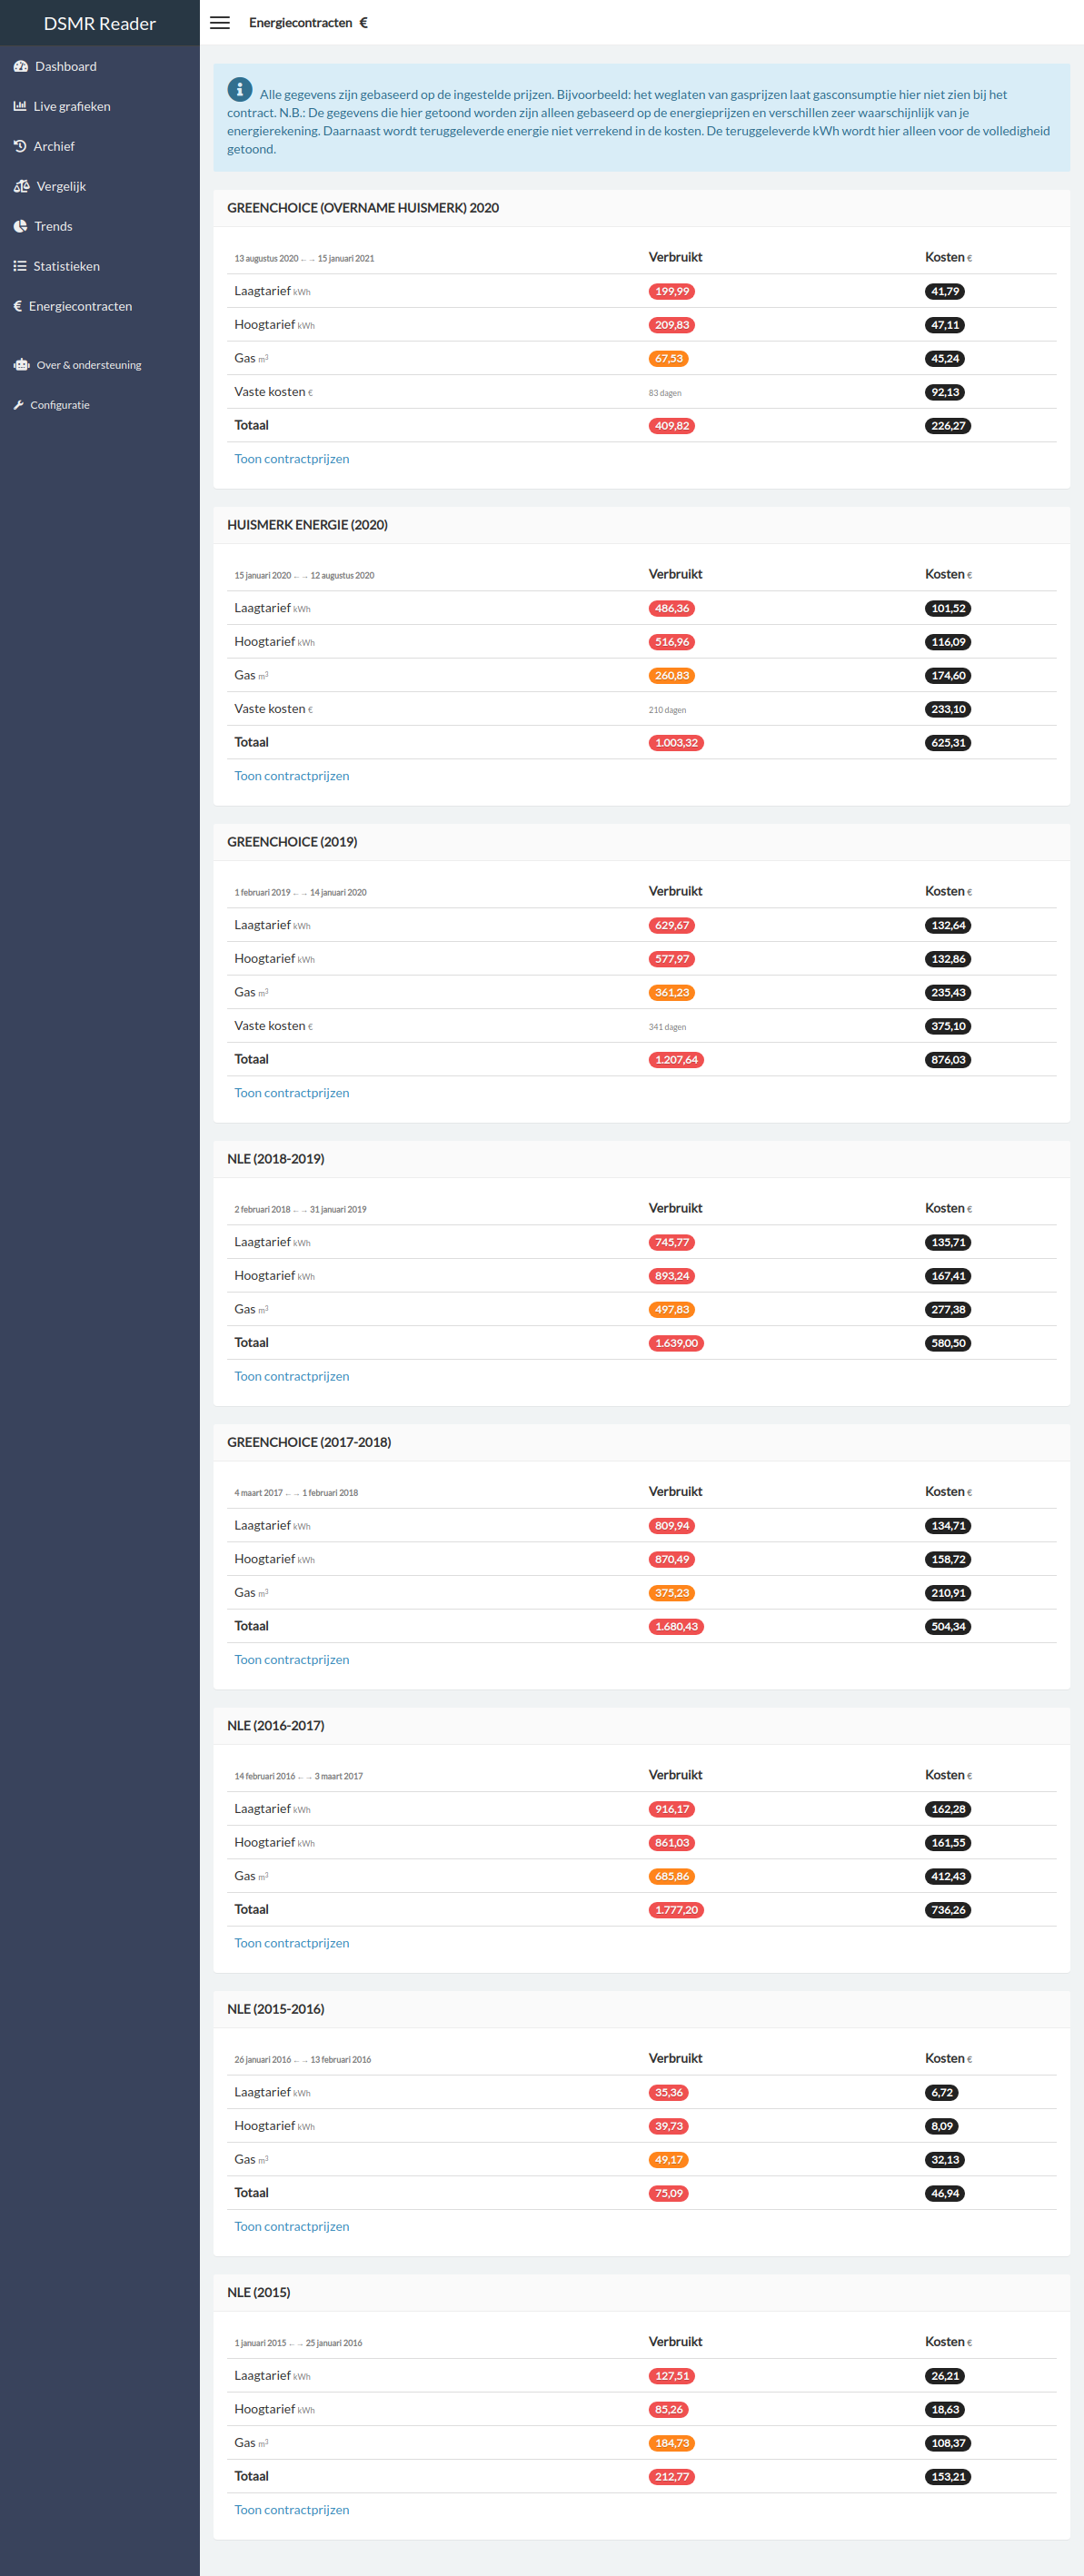 DSMR Reader
Dashboard
Live grafieken
Archief
Vergelijk
Trends
Statistieken
€ Energiecontracten
Over & ondersteuning
Configuratie
Energiecontracten €
Alle gegevens zijn gebaseerd op de ingestelde prijzen. Bijvoorbeeld: het weglaten van gasprijzen laat gasconsumptie hier niet zien bij het
contract. N.B.: De gegevens die hier getoond worden zijn alleen gebaseerd op de energieprijzen en verschillen zeer waarschijnlijk van je
energierekening. Daarnaast wordt teruggeleverde energie niet verrekend in de kosten. De teruggeleverde kWh wordt hier alleen voor de volledigheid
getoond.
GREENCHOICE (OVERNAME HUISMERK) 2020
13 augustus 2020 ←→ 15 januari 2021 Verbruikt Kosten €
Laagtarief kWh 199,99 41,79
Hoogtarief kWh 209,83 47,11
Gas m³ 67,53 45,24
Vaste kosten € 83 dagen 92,13
Totaal 409,82 226,27
Toon contractprijzen
HUISMERK ENERGIE (2020)
15 januari 2020 ←→ 12 augustus 2020 Verbruikt Kosten €
Laagtarief kWh 486,36 101,52
Hoogtarief kWh 516,96 116,09
Gas m³ 260,83 174,60
Vaste kosten € 210 dagen 233,10
Totaal 1.003,32 625,31
Toon contractprijzen
GREENCHOICE (2019)
1 februari 2019 ←→ 14 januari 2020 Verbruikt Kosten €
Laagtarief kWh 629,67 132,64
Hoogtarief kWh 577,97 132,86
Gas m³ 361,23 235,43
Vaste kosten € 341 dagen 375,10
Totaal 1.207,64 876,03
Toon contractprijzen
NLE (2018-2019)
2 februari 2018 ←→ 31 januari 2019 Verbruikt Kosten €
Laagtarief kWh 745,77 135,71
Hoogtarief kWh 893,24 167,41
Gas m³ 497,83 277,38
Totaal 1.639,00 580,50
Toon contractprijzen
GREENCHOICE (2017-2018)
4 maart 2017 ←→ 1 februari 2018 Verbruikt Kosten €
Laagtarief kWh 809,94 134,71
Hoogtarief kWh 870,49 158,72
Gas m³ 375,23 210,91
Totaal 1.680,43 504,34
Toon contractprijzen
NLE (2016-2017)
14 februari 2016 ←→ 3 maart 2017 Verbruikt Kosten €
Laagtarief kWh 916,17 162,28
Hoogtarief kWh 861,03 161,55
Gas m³ 685,86 412,43
Totaal 1.777,20 736,26
Toon contractprijzen
NLE (2015-2016)
26 januari 2016 ←→ 13 februari 2016 Verbruikt Kosten €
Laagtarief kWh 35,36 6,72
Hoogtarief kWh 39,73 8,09
Gas m³ 49,17 32,13
Totaal 75,09 46,94
Toon contractprijzen
NLE (2015)
1 januari 2015 ←→ 25 januari 2016 Verbruikt Kosten €
Laagtarief kWh 127,51 26,21
Hoogtarief kWh 85,26 18,63
Gas m³ 184,73 108,37
Totaal 212,77 153,21
Toon contractprijzen